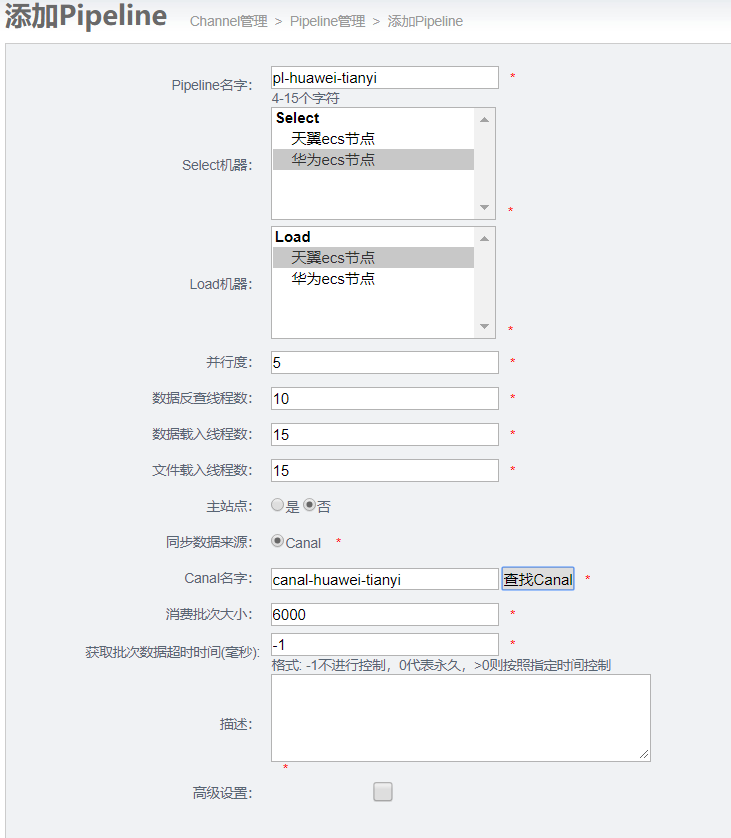 添加Pipeline Channel管理 > Pipeline管理 > 添加Pipeline
Pipeline名字: pl-huawei-tianyi *
4-15个字符
Select机器: Select
天翼ecs节点
华为ecs节点
*
Load机器: Load
天翼ecs节点
华为ecs节点
*
并行度: 5 *
数据反查线程数: 10 *
数据载入线程数: 15 *
文件载入线程数: 15 *
主站点: 是 否
同步数据来源: Canal *
Canal名字: canal-huawei-tianyi 查找Canal *
消费批次大小: 6000 *
获取批次数据超时时间(毫秒): -1 *
格式: -1不进行控制，0代表永久，>0则按照指定时间控制
描述:
*
高级设置: